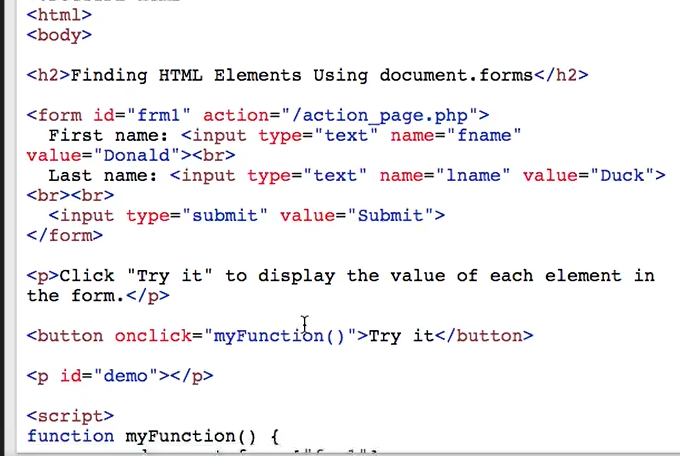 <html>
<body>
<h2>Finding HTML Elements Using document.forms</h2>
<form id="frm1" action="/action_page.php">
First name: <input type="text" name="fname"
value="Donald"><br>
Last name: <input type="text" name="lname" value="Duck">
<br><br>
<input type="submit" value="Submit">
</form>
<p>Click "Try it" to display the value of each element in
the form.</p>
<button onclick="myFunction()">Try it</button>
<p id="demo"></p>
<script>
function myFunction() {